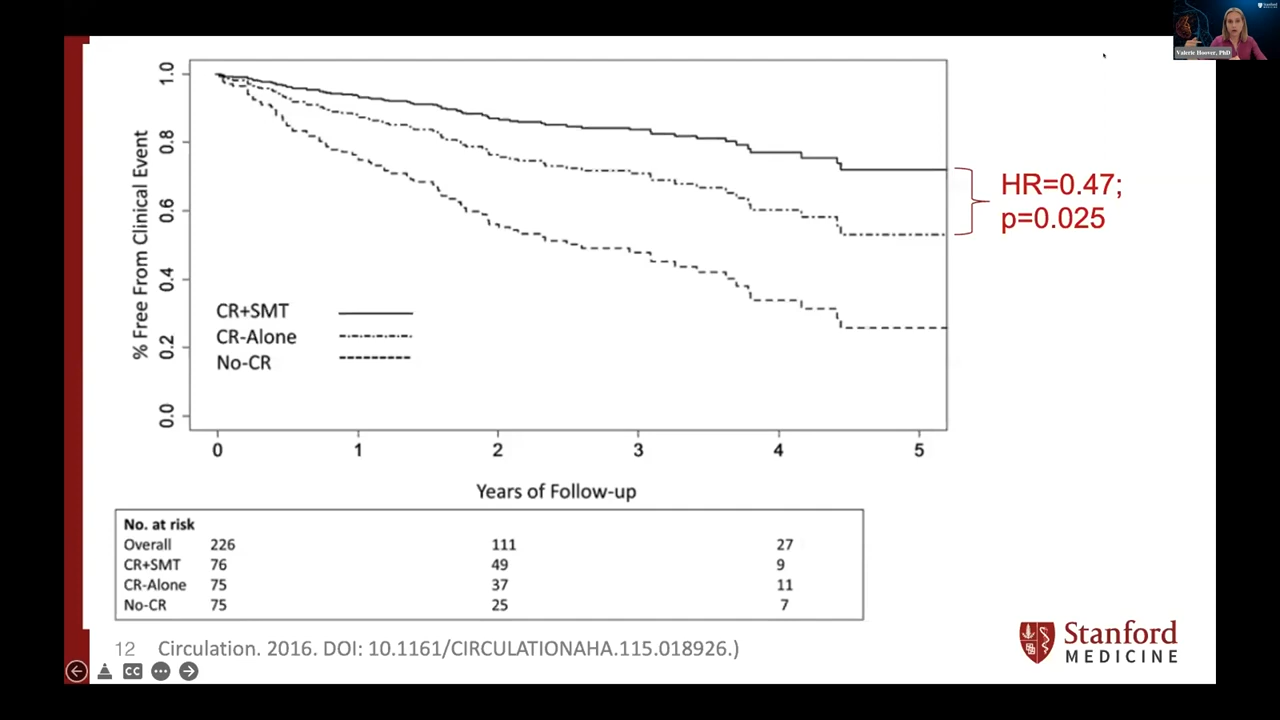 Stanford
Valerie Hoover, PhD
% Free From Clinical Event
1.0
0.8
0.6
0.4
0.2
0.0
HR=0.47;
p=0.025
CR+SMT
CR-Alone
No-CR
0 1 2 3 4 5
Years of Follow-up
No. at risk
Overall 226 111 27
CR+SMT 76 49 9
CR-Alone 75 37 11
No-CR 75 25 7
12 Circulation. 2016. DOI: 10.1161/CIRCULATIONAHA.115.018926.)
Stanford
MEDICINE
CC